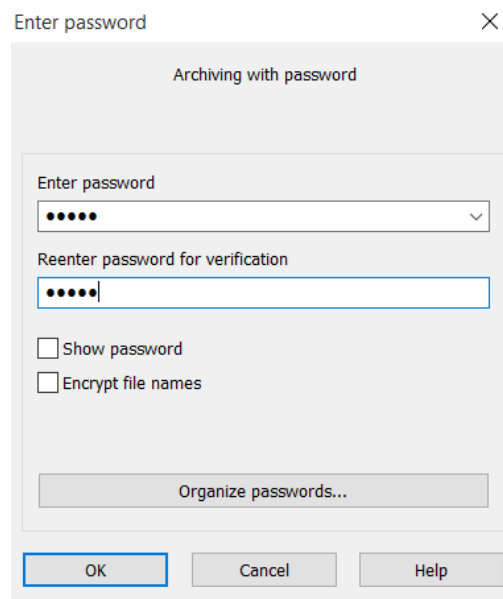 Enter password
Archiving with password
Enter password
●●●●●
Reenter password for verification
●●●●●
Show password
Encrypt file names
Organize passwords...
OK Cancel Help